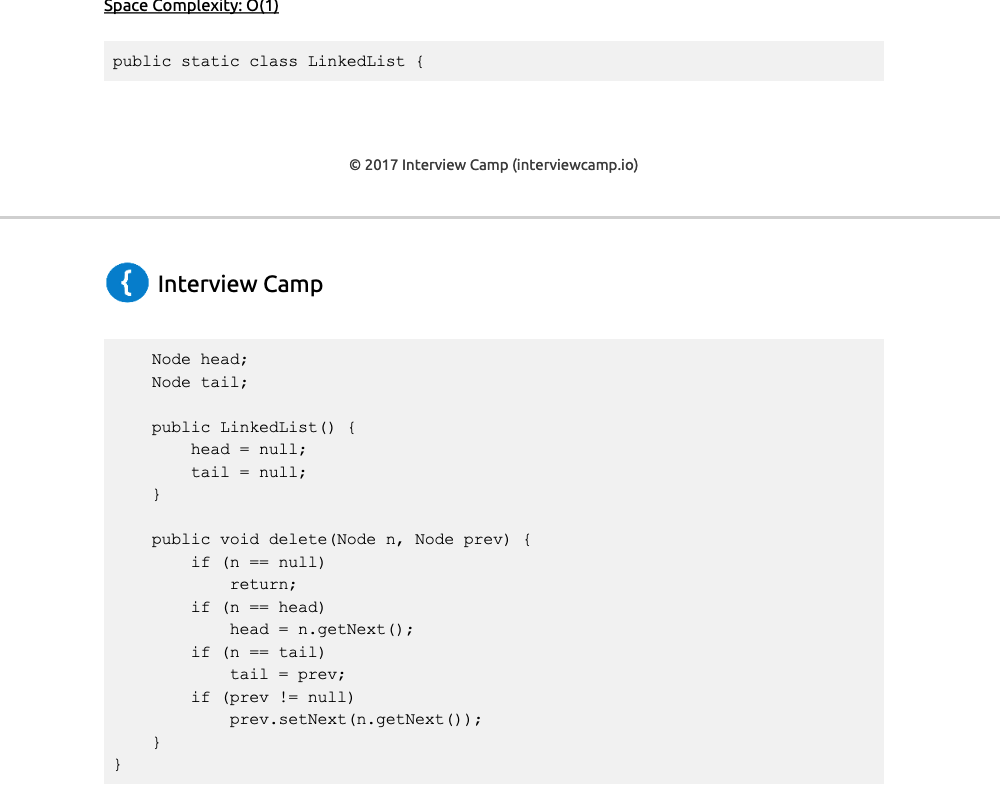 Space Complexity: O(1)
public static class LinkedList {
© 2017 Interview Camp (interviewcamp.io)
{ Interview Camp
    Node head;
    Node tail;

    public LinkedList() {
        head = null;
        tail = null;
    }

    public void delete(Node n, Node prev) {
        if (n == null)
            return;
        if (n == head)
            head = n.getNext();
        if (n == tail)
            tail = prev;
        if (prev != null)
            prev.setNext(n.getNext());
    }
}